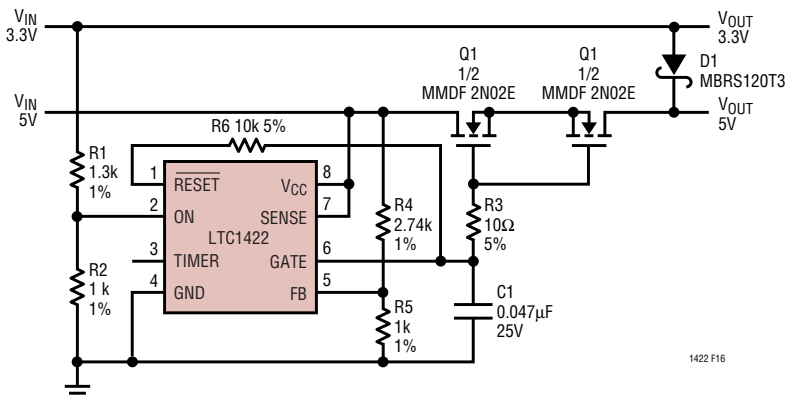 VIN
3.3V
VOUT
3.3V
Q1
1/2
MMDF 2N02E
Q1
1/2
MMDF 2N02E
D1
MBRS120T3
VIN
5V
VOUT
5V
R6 10k 5%
R1
1.3k
1%
1
RESET
VCC
8
2
ON
SENSE
7
LTC1422
3
TIMER
GATE
6
4
GND
FB
5
R4
2.74k
1%
R3
10Ω
5%
R2
1 k
1%
R5
1k
1%
C1
0.047µF
25V
1422 F16